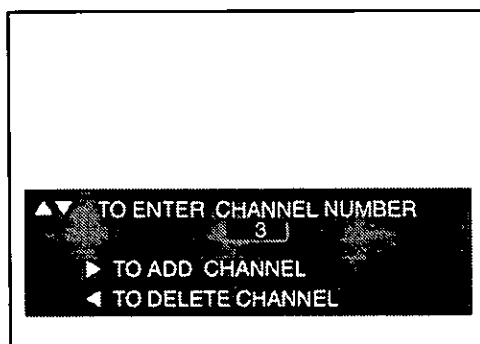 ▲▼ TO ENTER CHANNEL NUMBER
3
► TO ADD CHANNEL
◄ TO DELETE CHANNEL